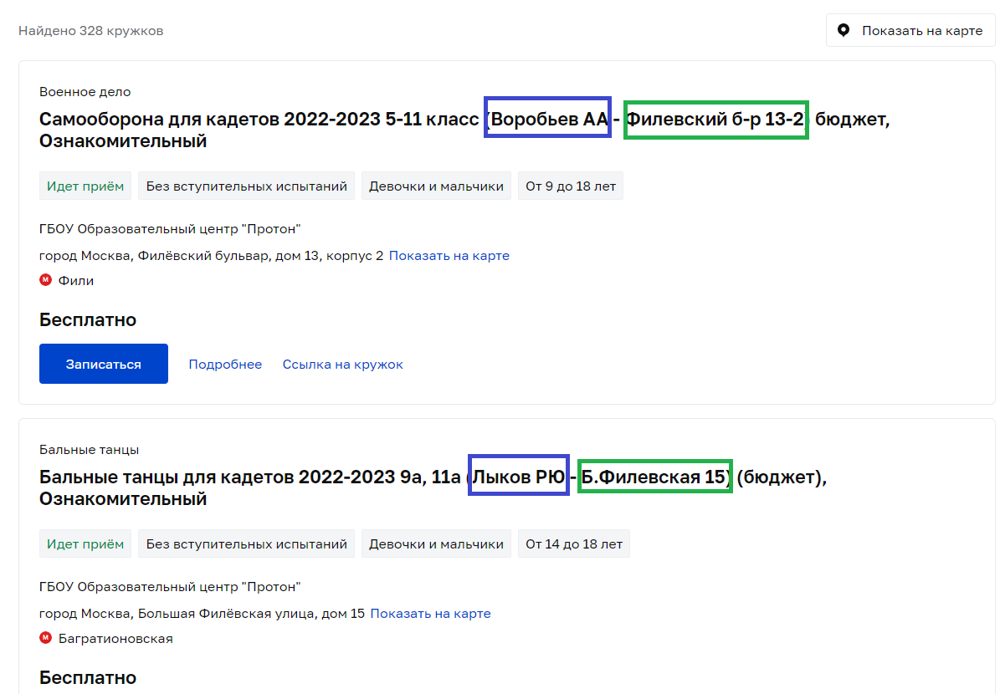 Найдено 328 кружков
Показать на карте
Военное дело
Самооборона для кадетов 2022-2023 5-11 класс (Воробьев АА - Филевский б-р 13-2) бюджет,
Ознакомительный
Идет приём
Без вступительных испытаний
Девочки и мальчики
От 9 до 18 лет
ГБОУ Образовательный центр "Протон"
город Москва, Филёвский бульвар, дом 13, корпус 2 Показать на карте
М Фили
Бесплатно
Записаться
Подробнее
Ссылка на кружок
Бальные танцы
Бальные танцы для кадетов 2022-2023 9а, 11а (Лыков РЮ - Б.Филевская 15) (бюджет),
Ознакомительный
Идет приём
Без вступительных испытаний
Девочки и мальчики
От 14 до 18 лет
ГБОУ Образовательный центр "Протон"
город Москва, Большая Филёвская улица, дом 15 Показать на карте
М Багратионовская
Бесплатно